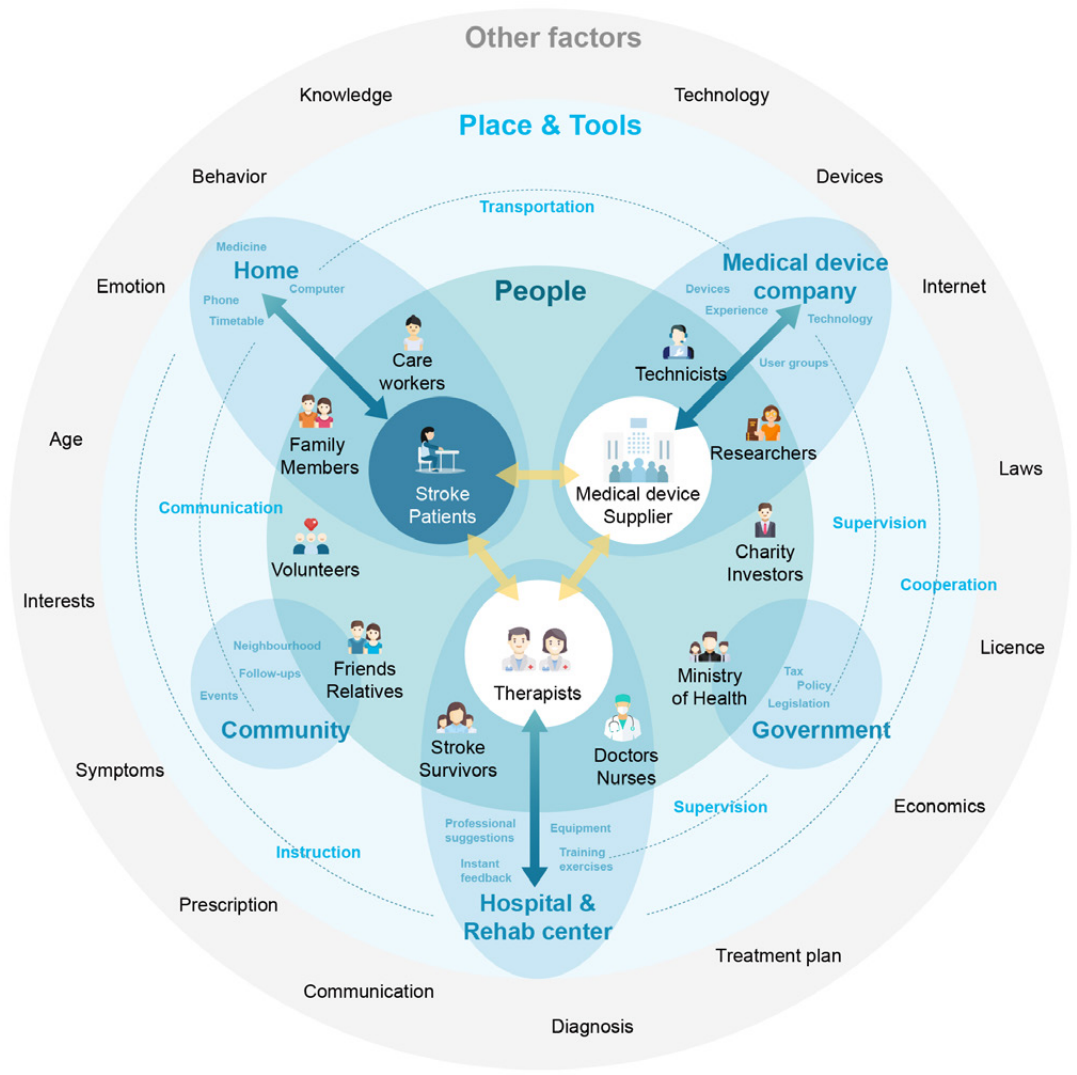 Other factors
Knowledge
Technology
Place & Tools
Behavior
Devices
Transportation
Medicine
Home
Computer
Phone
Timetable
Medical device
company
Devices
Experience
Technology
User groups
Emotion
Internet
People
Care
workers
Technicists
Family
Members
Researchers
Age
Laws
Stroke
Patients
Medical device
Supplier
Communication
Supervision
Volunteers
Charity
Investors
Cooperation
Interests
Licence
Neighbourhood
Follow-ups
Events
Community
Friends
Relatives
Therapists
Ministry
of Health
Tax
Policy
Legislation
Government
Stroke
Survivors
Doctors
Nurses
Symptoms
Economics
Supervision
Instruction
Professional
suggestions
Equipment
Instant
feedback
Training
exercises
Hospital &
Rehab center
Prescription
Treatment plan
Communication
Diagnosis